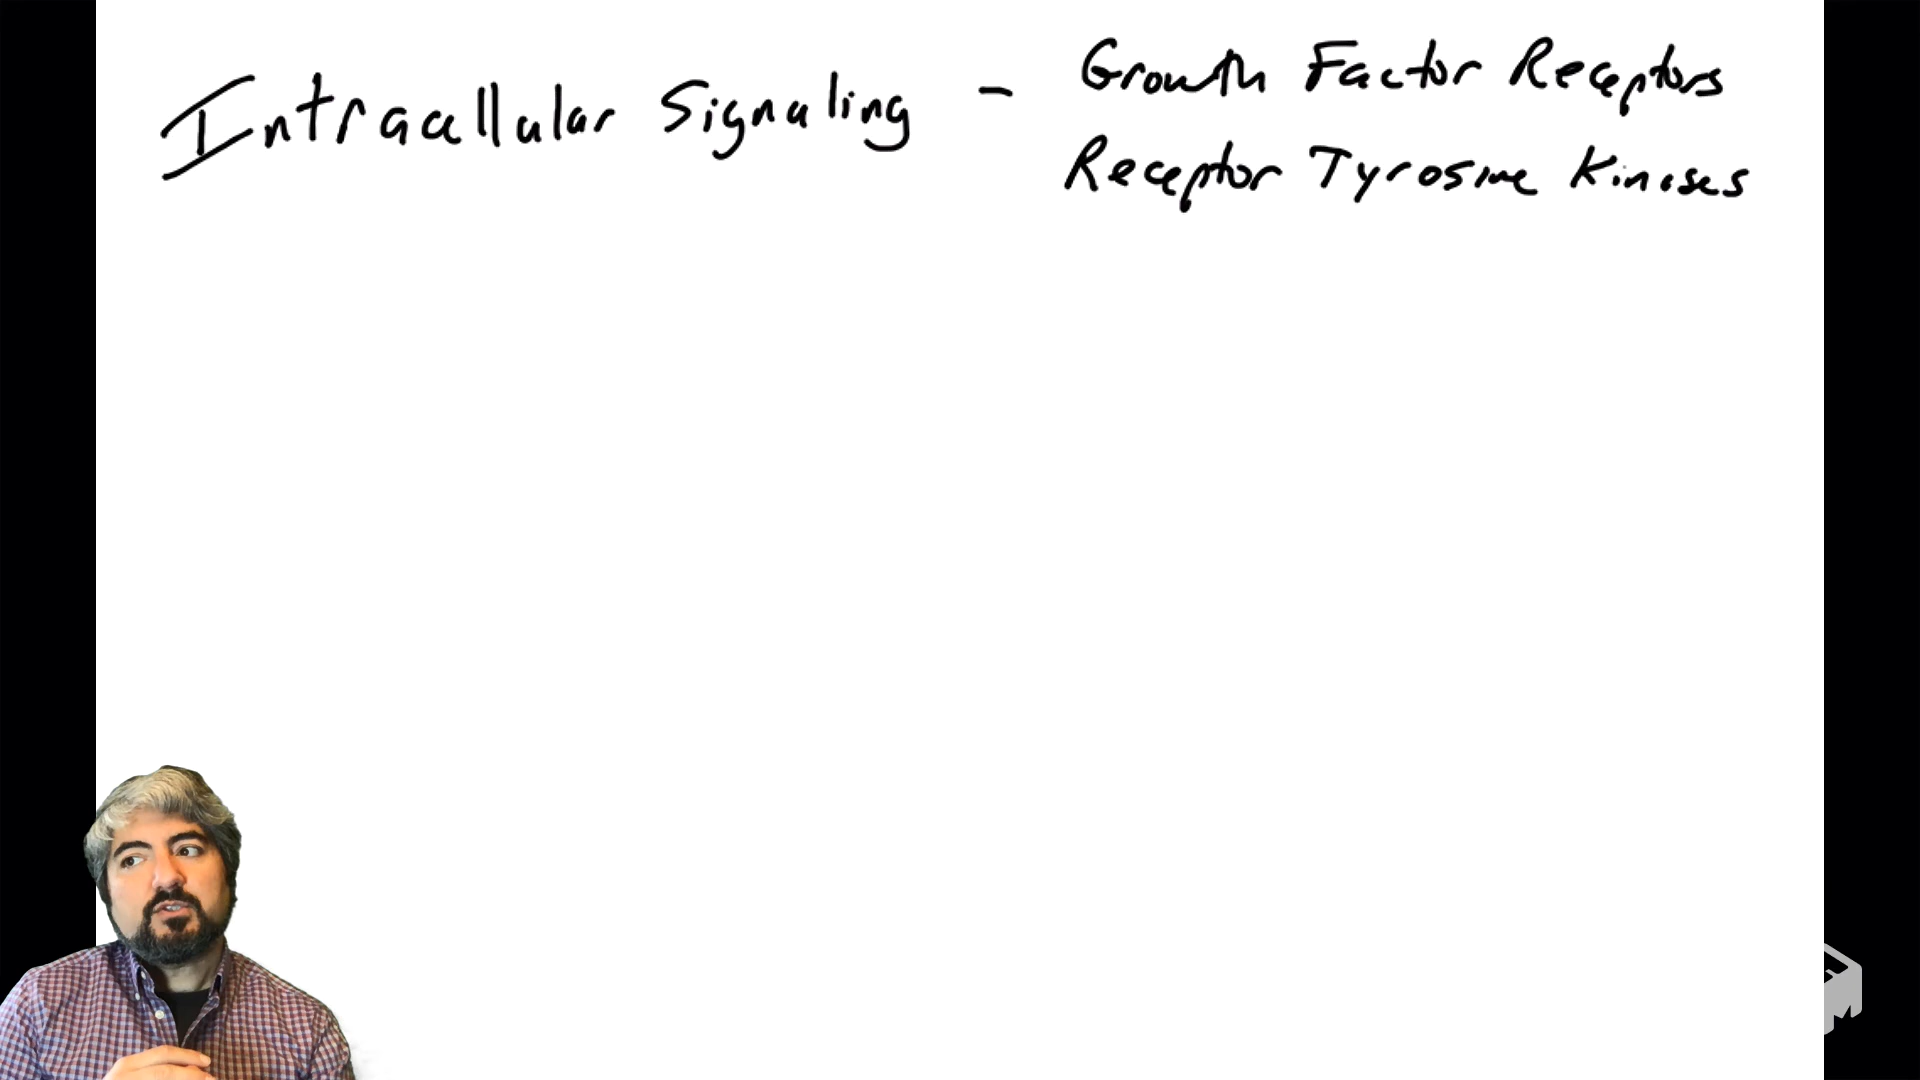 Intracellular Signaling - Growth Factor Receptors
Receptor Tyrosine Kinases